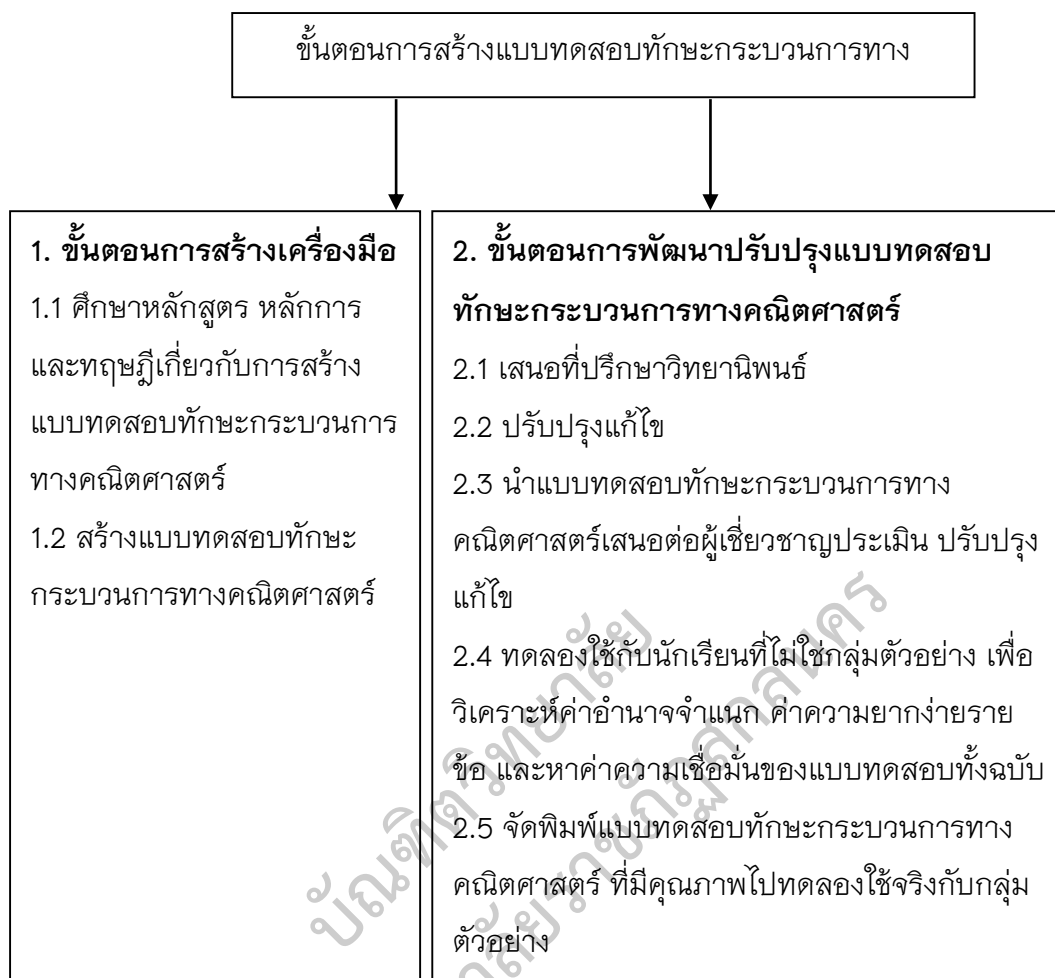 ขั้นตอนการสร้างแบบทดสอบทักษะกระบวนการทาง
1. ขั้นตอนการสร้างเครื่องมือ
1.1 ศึกษาหลักสูตร หลักการ
และทฤษฎีเกี่ยวกับการสร้าง
แบบทดสอบทักษะกระบวนการ
ทางคณิตศาสตร์
1.2 สร้างแบบทดสอบทักษะ
กระบวนการทางคณิตศาสตร์
2. ขั้นตอนการพัฒนาปรับปรุงแบบทดสอบ
ทักษะกระบวนการทางคณิตศาสตร์
2.1 เสนอที่ปรึกษาวิทยานิพนธ์
2.2 ปรับปรุงแก้ไข
2.3 นำแบบทดสอบทักษะกระบวนการทาง
คณิตศาสตร์เสนอต่อผู้เชี่ยวชาญประเมิน ปรับปรุง
แก้ไข
2.4 ทดลองใช้กับนักเรียนที่ไม่ใช่กลุ่มตัวอย่าง เพื่อ
วิเคราะห์ค่าอำนาจจำแนก ค่าความยากง่ายราย
ข้อ และหาค่าความเชื่อมั่นของแบบทดสอบทั้งฉบับ
2.5 จัดพิมพ์แบบทดสอบทักษะกระบวนการทาง
คณิตศาสตร์ ที่มีคุณภาพไปทดลองใช้จริงกับกลุ่ม
ตัวอย่าง
บัณฑิตวิทยาลัย
ลัยราชภัฏสกลนคร